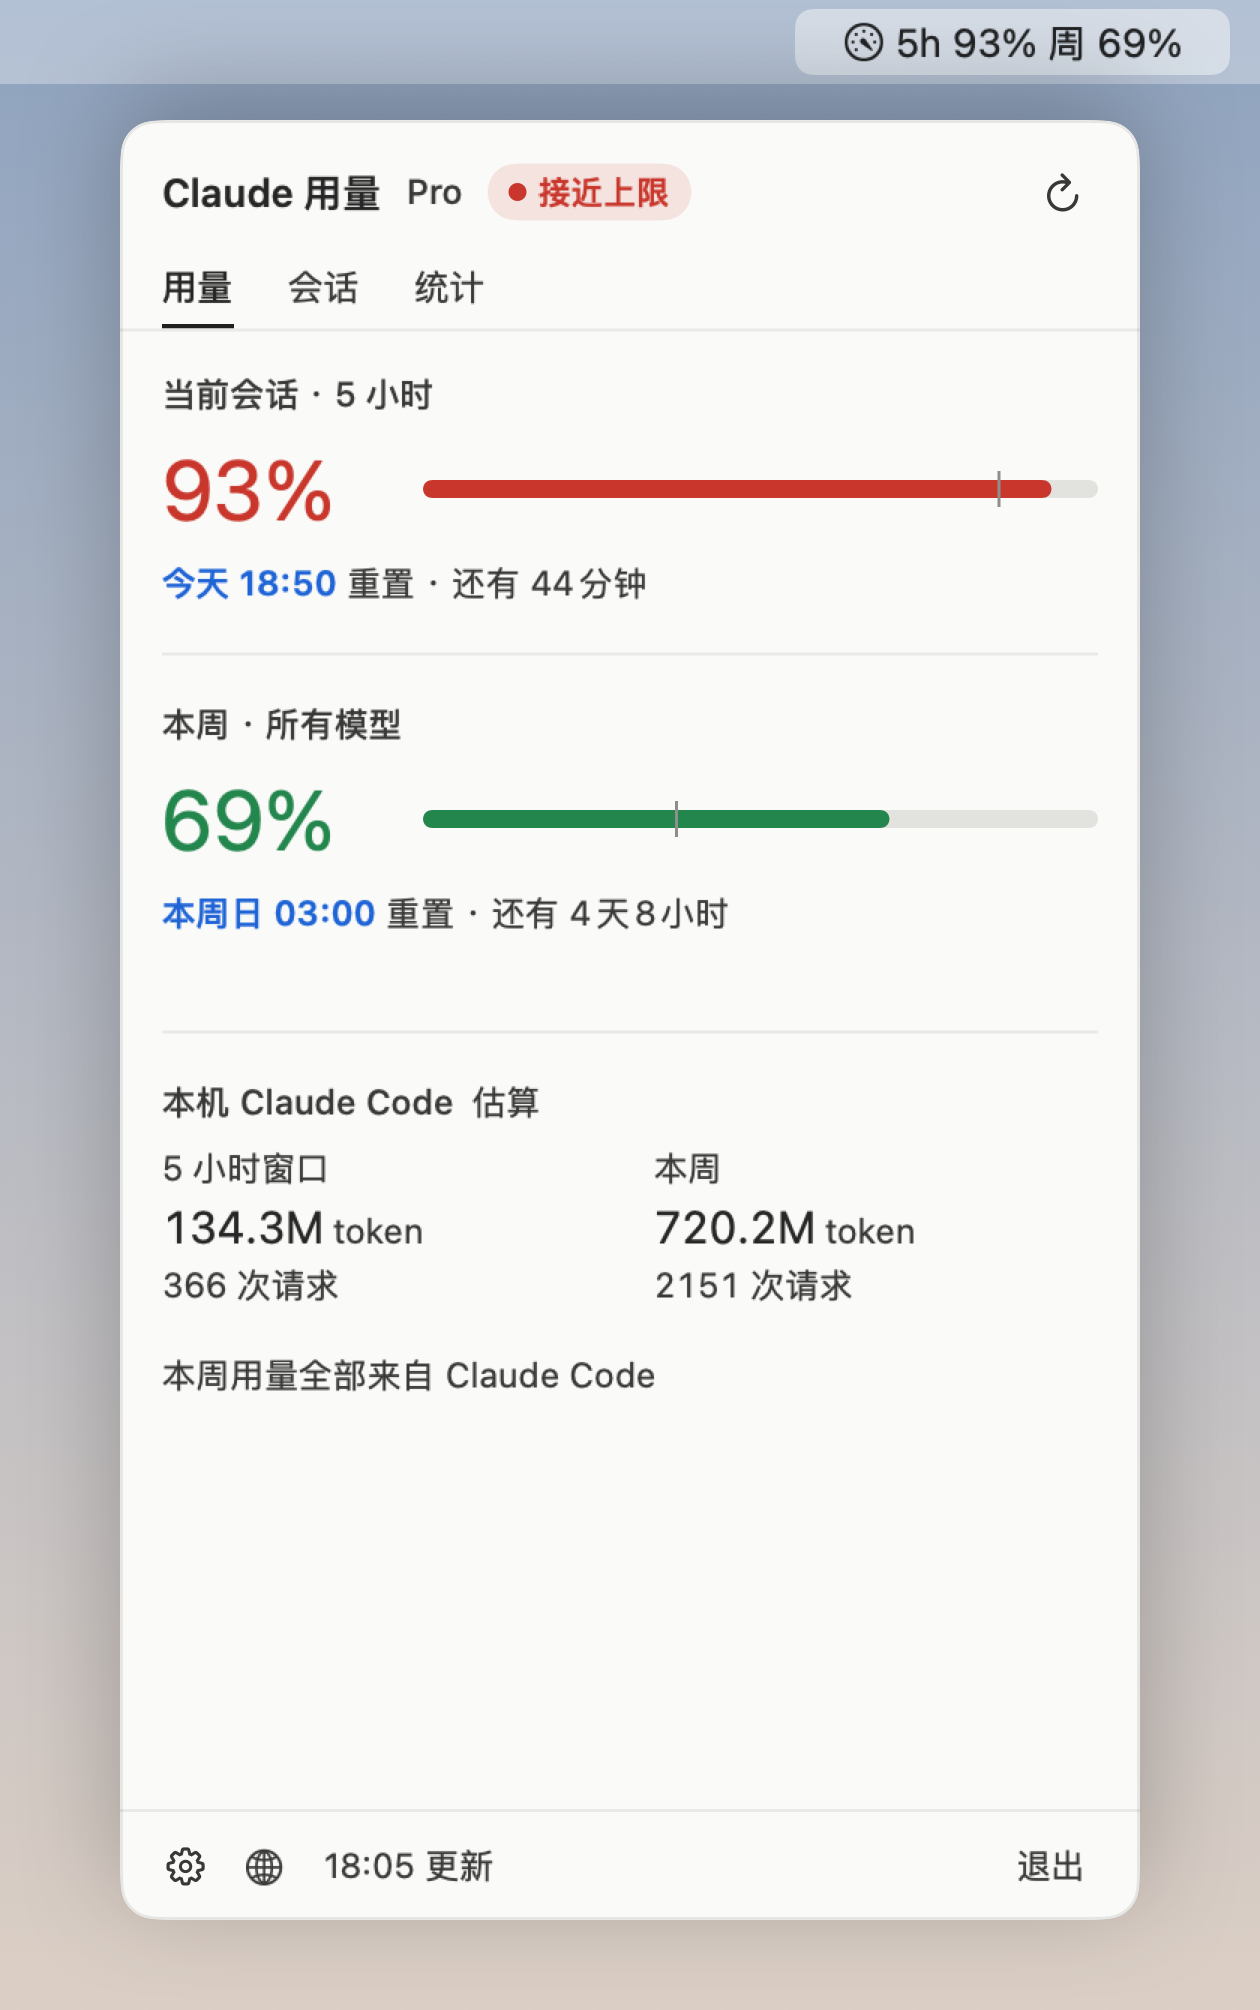 5h 93% 周 69%
Claude 用量 Pro 接近上限
用量 会话 统计
当前会话 · 5 小时
93%
今天 18:50 重置 · 还有 44 分钟
本周 · 所有模型
69%
本周日 03:00 重置 · 还有 4 天 8 小时
本机 Claude Code 估算
5 小时窗口 本周
134.3M token 720.2M token
366 次请求 2151 次请求
本周用量全部来自 Claude Code
18:05 更新 退出